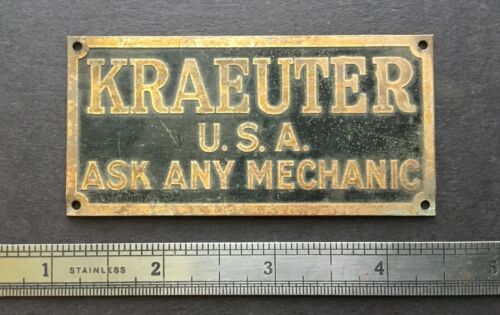 KRAEUTER
U.S.A.
ASK ANY MECHANIC
1 STAINLESS 2 3 4 5